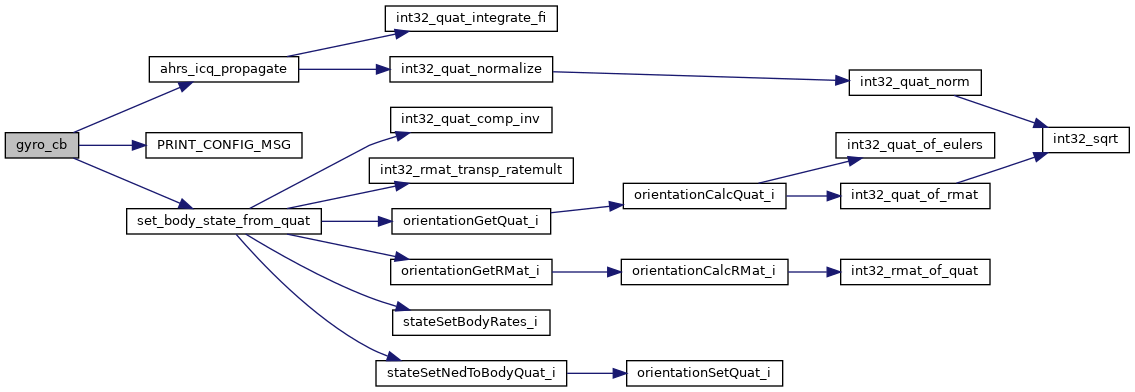 gyro_cb
ahrs_icq_propagate
PRINT_CONFIG_MSG
set_body_state_from_quat
int32_quat_integrate_fi
int32_quat_normalize
int32_quat_comp_inv
int32_rmat_transp_ratemult
orientationGetQuat_i
orientationGetRMat_i
stateSetBodyRates_i
stateSetNedToBodyQuat_i
orientationCalcQuat_i
orientationCalcRMat_i
orientationSetQuat_i
int32_quat_norm
int32_quat_of_eulers
int32_quat_of_rmat
int32_rmat_of_quat
int32_sqrt